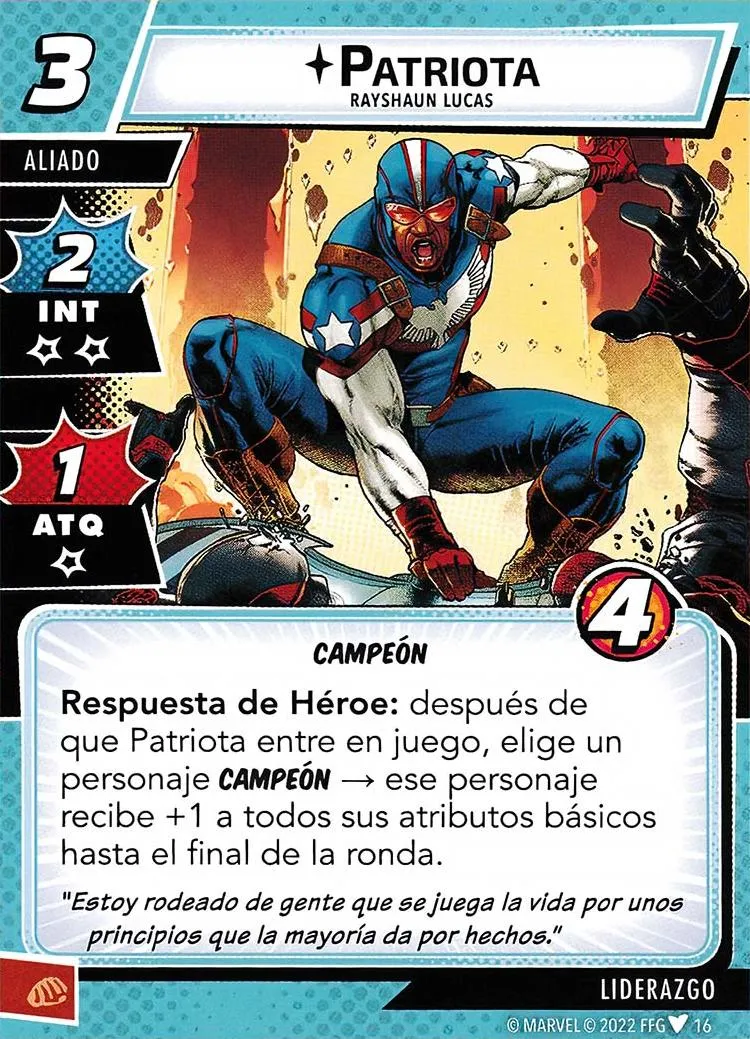 3
PATRIOTA
RAYSHAUN LUCAS
ALIADO
2
INT
1
ATQ
4
CAMPEÓN
Respuesta de Héroe: después de
que Patriota entre en juego, elige un
personaje CAMPEÓN → ese personaje
recibe +1 a todos sus atributos básicos
hasta el final de la ronda.
"Estoy rodeado de gente que se juega la vida por unos
principios que la mayoría da por hechos."
LIDERAZGO
© MARVEL © 2022 FFG 16